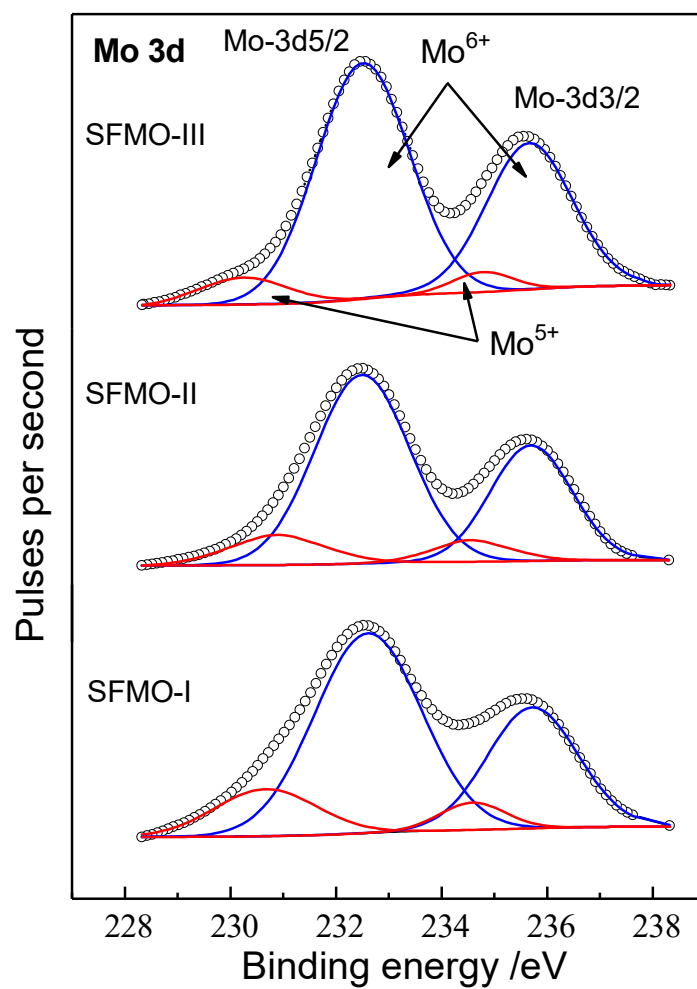 Mo 3d
Mo-3d5/2
Mo⁶⁺
Mo-3d3/2
SFMO-III
Mo⁵⁺
SFMO-II
SFMO-I
Pulses per second
228 230 232 234 236 238
Binding energy /eV